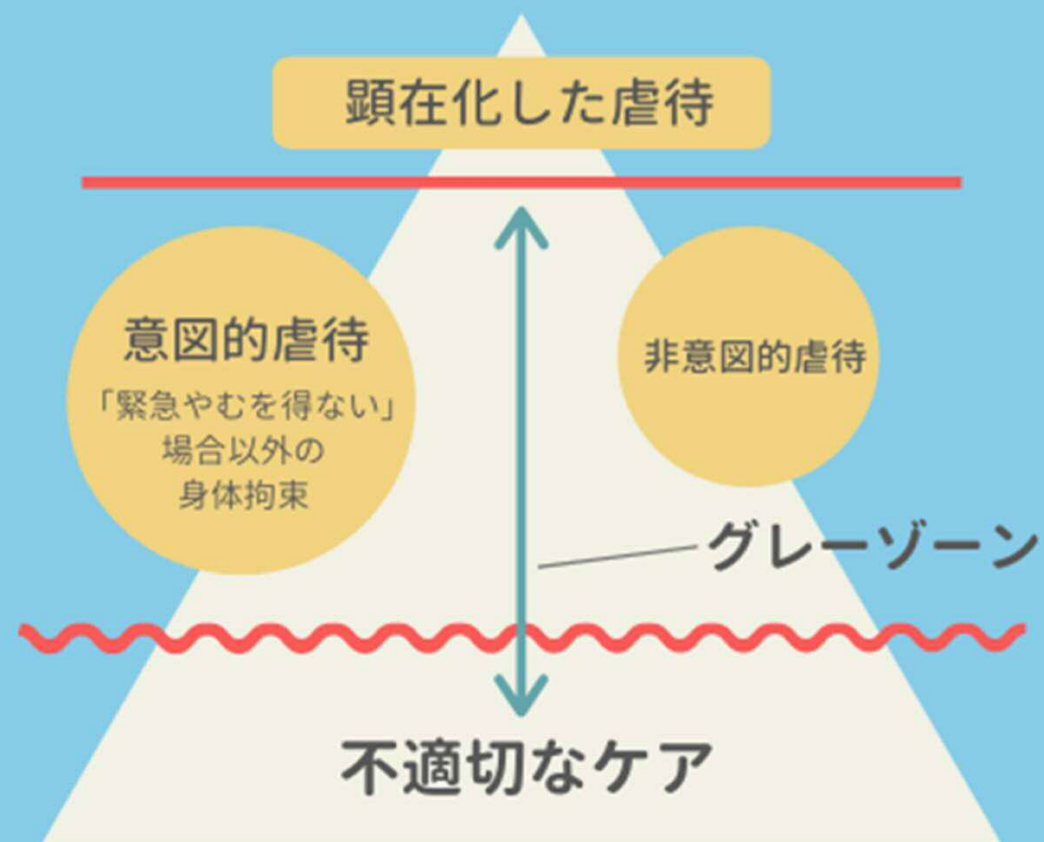 顕在化した虐待
意図的虐待
「緊急やむを得ない」
場合以外の
身体拘束
非意図的虐待
グレーゾーン
不適切なケア